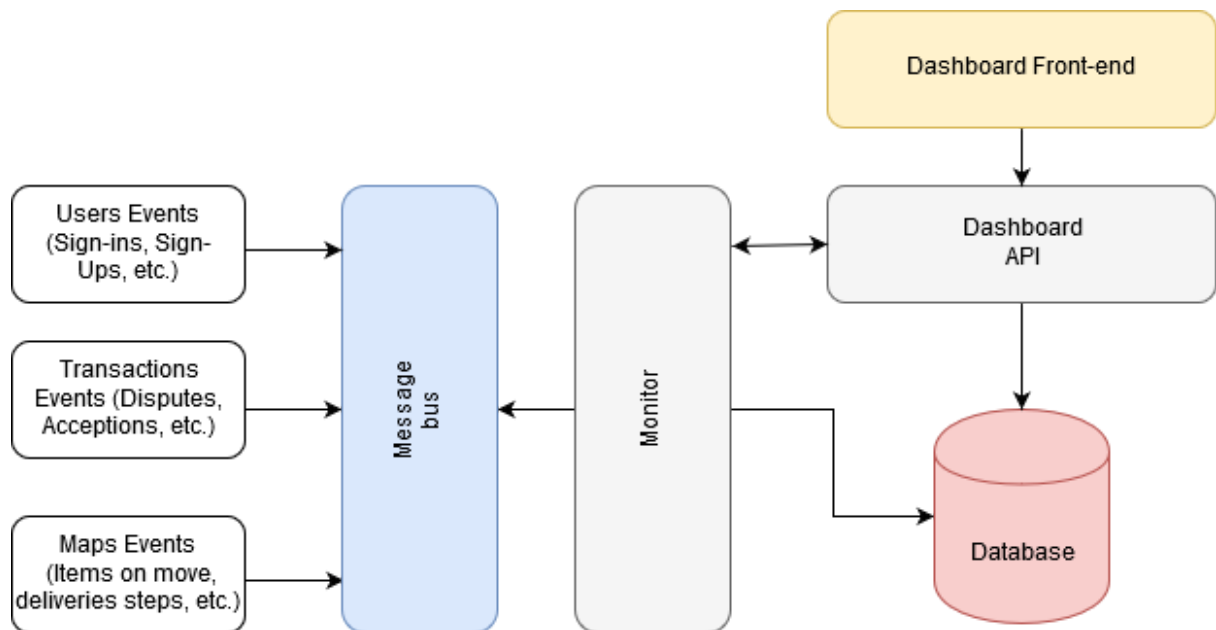 Dashboard Front-end
Users Events
(Sign-ins, Sign-
Ups, etc.)
Dashboard
API
Transactions
Events (Disputes,
Acceptions, etc.)
Message
bus
Monitor
Maps Events
(Items on move,
deliveries steps, etc.)
Database